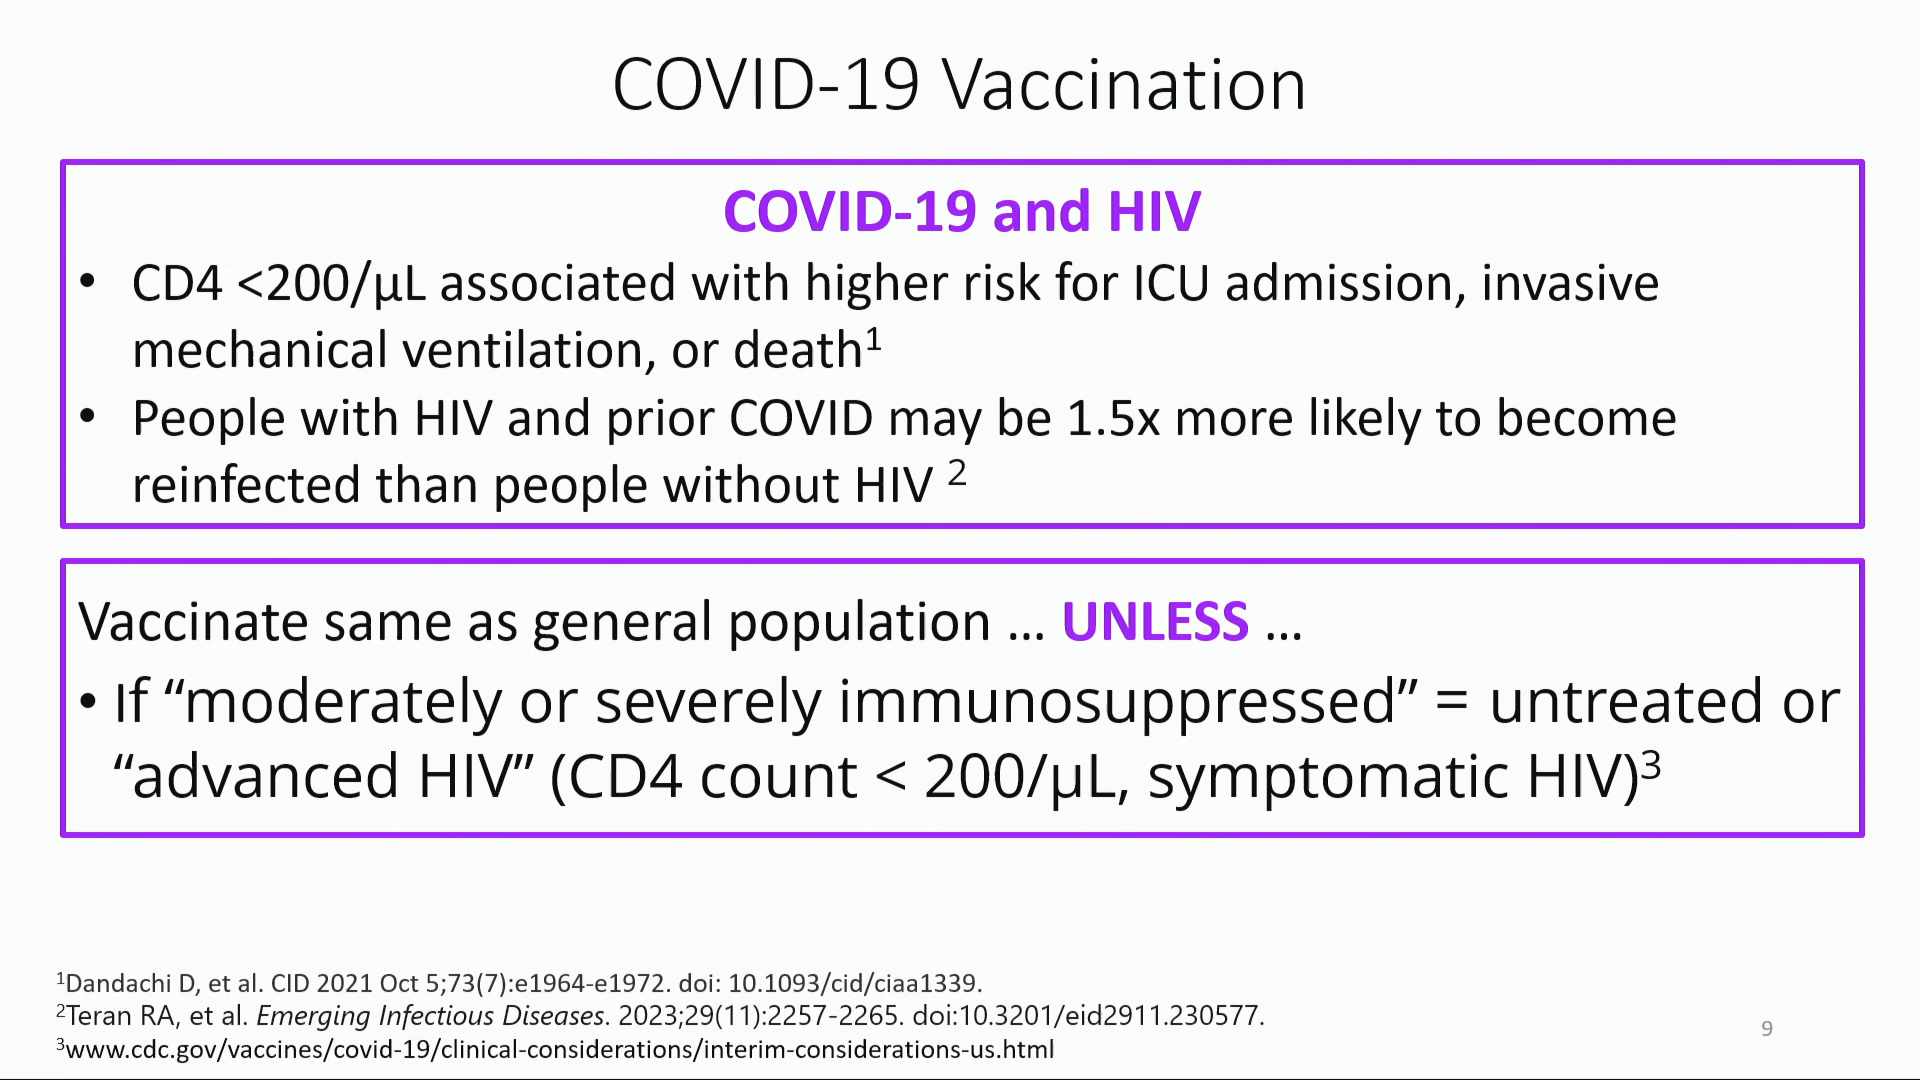 COVID-19 Vaccination
COVID-19 and HIV
• CD4 <200/µL associated with higher risk for ICU admission, invasive
mechanical ventilation, or death¹
• People with HIV and prior COVID may be 1.5x more likely to become
reinfected than people without HIV ²
Vaccinate same as general population … UNLESS …
• If “moderately or severely immunosuppressed” = untreated or
“advanced HIV” (CD4 count < 200/µL, symptomatic HIV)³
¹Dandachi D, et al. CID 2021 Oct 5;73(7):e1964-e1972. doi: 10.1093/cid/ciaa1339.
²Teran RA, et al. Emerging Infectious Diseases. 2023;29(11):2257-2265. doi:10.3201/eid2911.230577.
³www.cdc.gov/vaccines/covid-19/clinical-considerations/interim-considerations-us.html
9